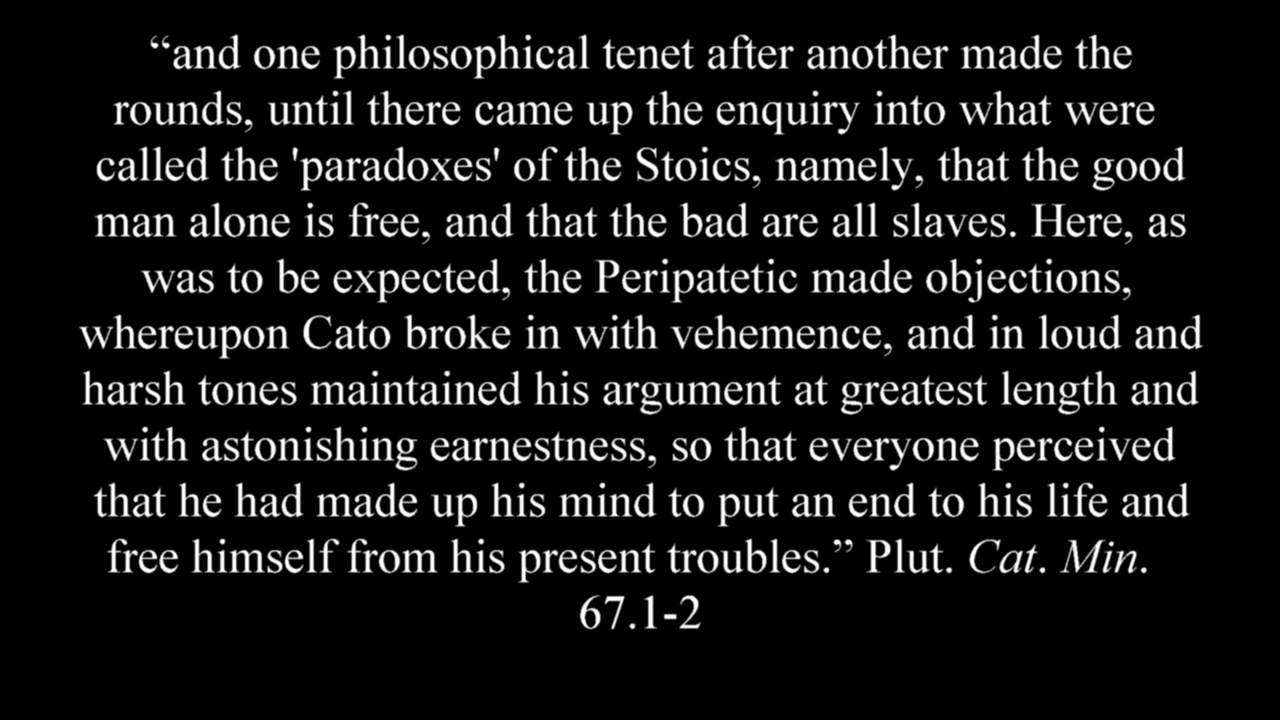 “and one philosophical tenet after another made the
rounds, until there came up the enquiry into what were
called the 'paradoxes' of the Stoics, namely, that the good
man alone is free, and that the bad are all slaves. Here, as
was to be expected, the Peripatetic made objections,
whereupon Cato broke in with vehemence, and in loud and
harsh tones maintained his argument at greatest length and
with astonishing earnestness, so that everyone perceived
that he had made up his mind to put an end to his life and
free himself from his present troubles.” Plut. Cat. Min.
67.1-2